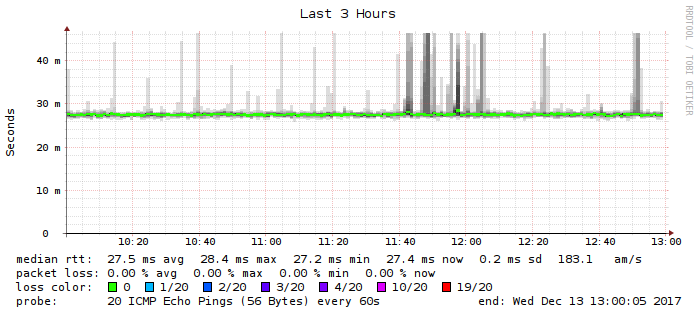 Last 3 Hours
RRDTOOL / TOBI OETIKER
Seconds
40 m
30 m
20 m
10 m
0
10:20 10:40 11:00 11:20 11:40 12:00 12:20 12:40 13:00
median rtt: 27.5 ms avg 28.4 ms max 27.2 ms min 27.4 ms now 0.2 ms sd 183.1 am/s
packet loss: 0.00 % avg 0.00 % max 0.00 % min 0.00 % now
loss color: 0 1/20 2/20 3/20 4/20 10/20 19/20
probe: 20 ICMP Echo Pings (56 Bytes) every 60s end: Wed Dec 13 13:00:05 2017